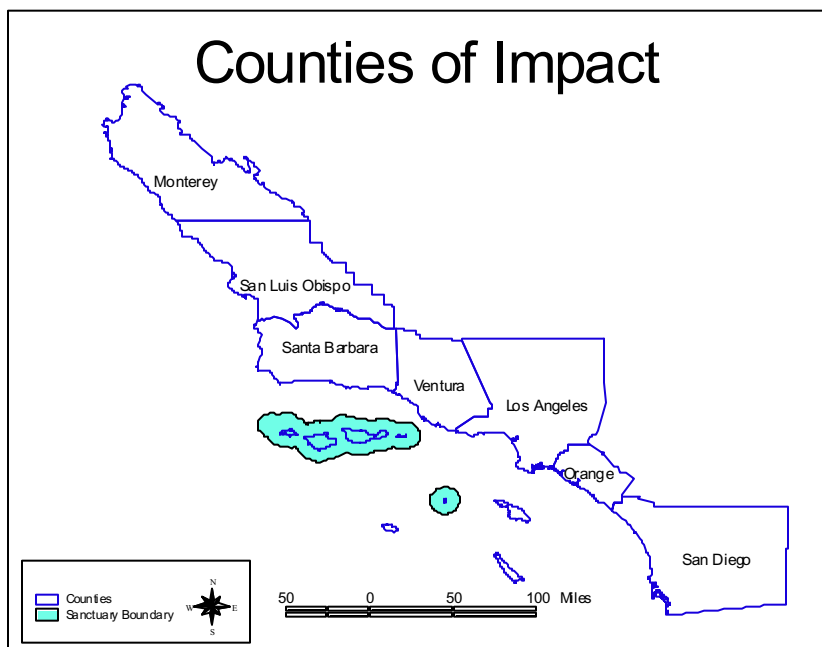 Counties of Impact
Monterey
San Luis Obispo
Santa Barbara
Ventura
Los Angeles
Orange
San Diego
N
W E
S
Counties
Sanctuary Boundary
50 0 50 100 Miles